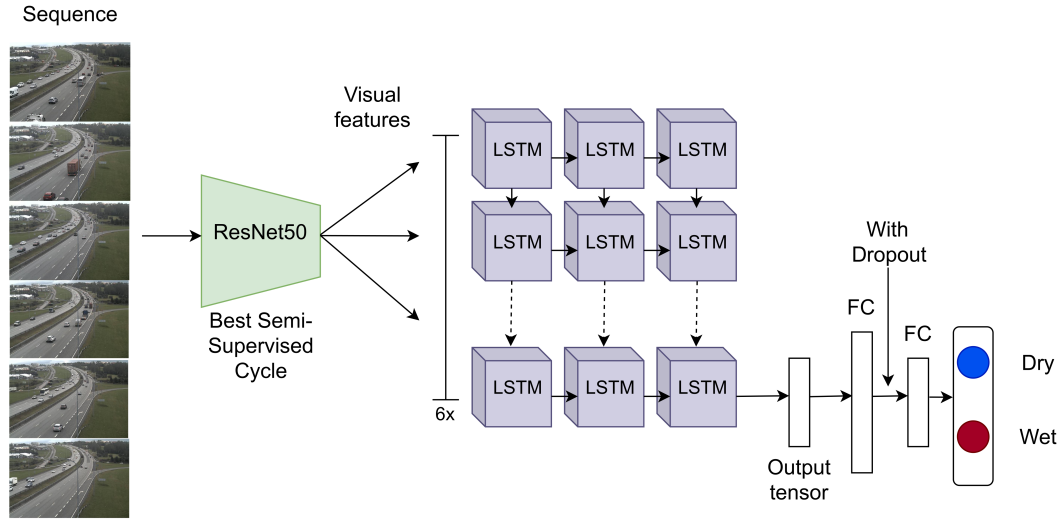 Sequence
ResNet50
Best Semi-
Supervised
Cycle
Visual
features
6x
LSTM
LSTM
LSTM
LSTM
LSTM
LSTM
LSTM
LSTM
LSTM
Output
tensor
FC
With
Dropout
FC
Dry
Wet